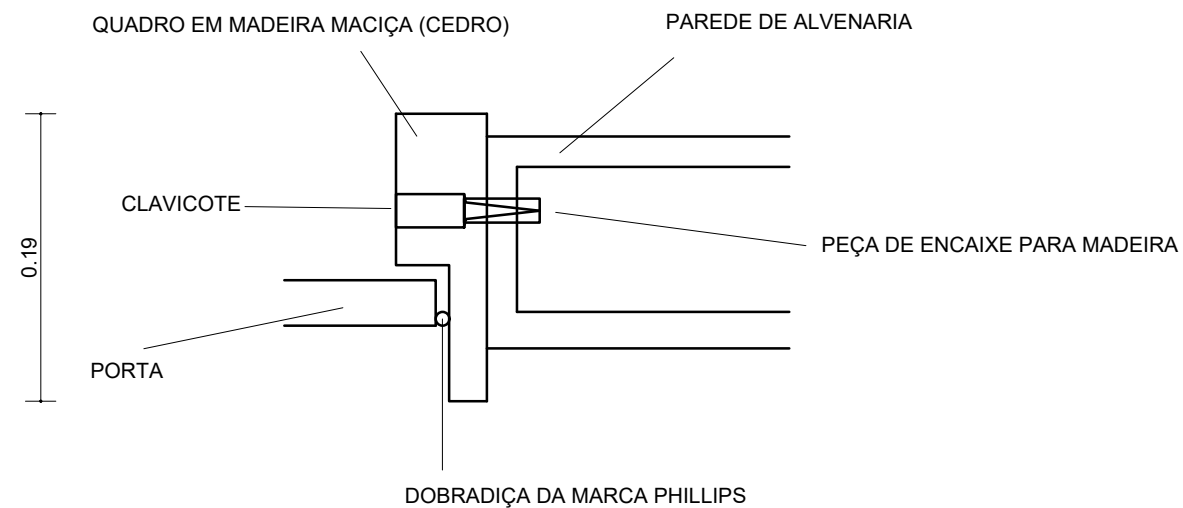 QUADRO EM MADEIRA MACIÇA (CEDRO)
PAREDE DE ALVENARIA
CLAVICOTE
PEÇA DE ENCAIXE PARA MADEIRA
0.19
PORTA
DOBRADIÇA DA MARCA PHILLIPS